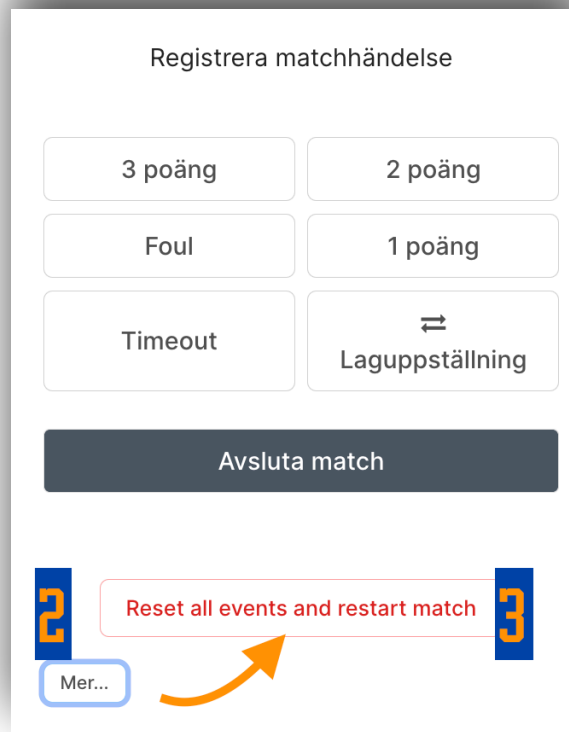 Registrera matchhändelse
3 poäng
2 poäng
Foul
1 poäng
Timeout
Laguppställning
Avsluta match
2
Reset all events and restart match
3
Mer...